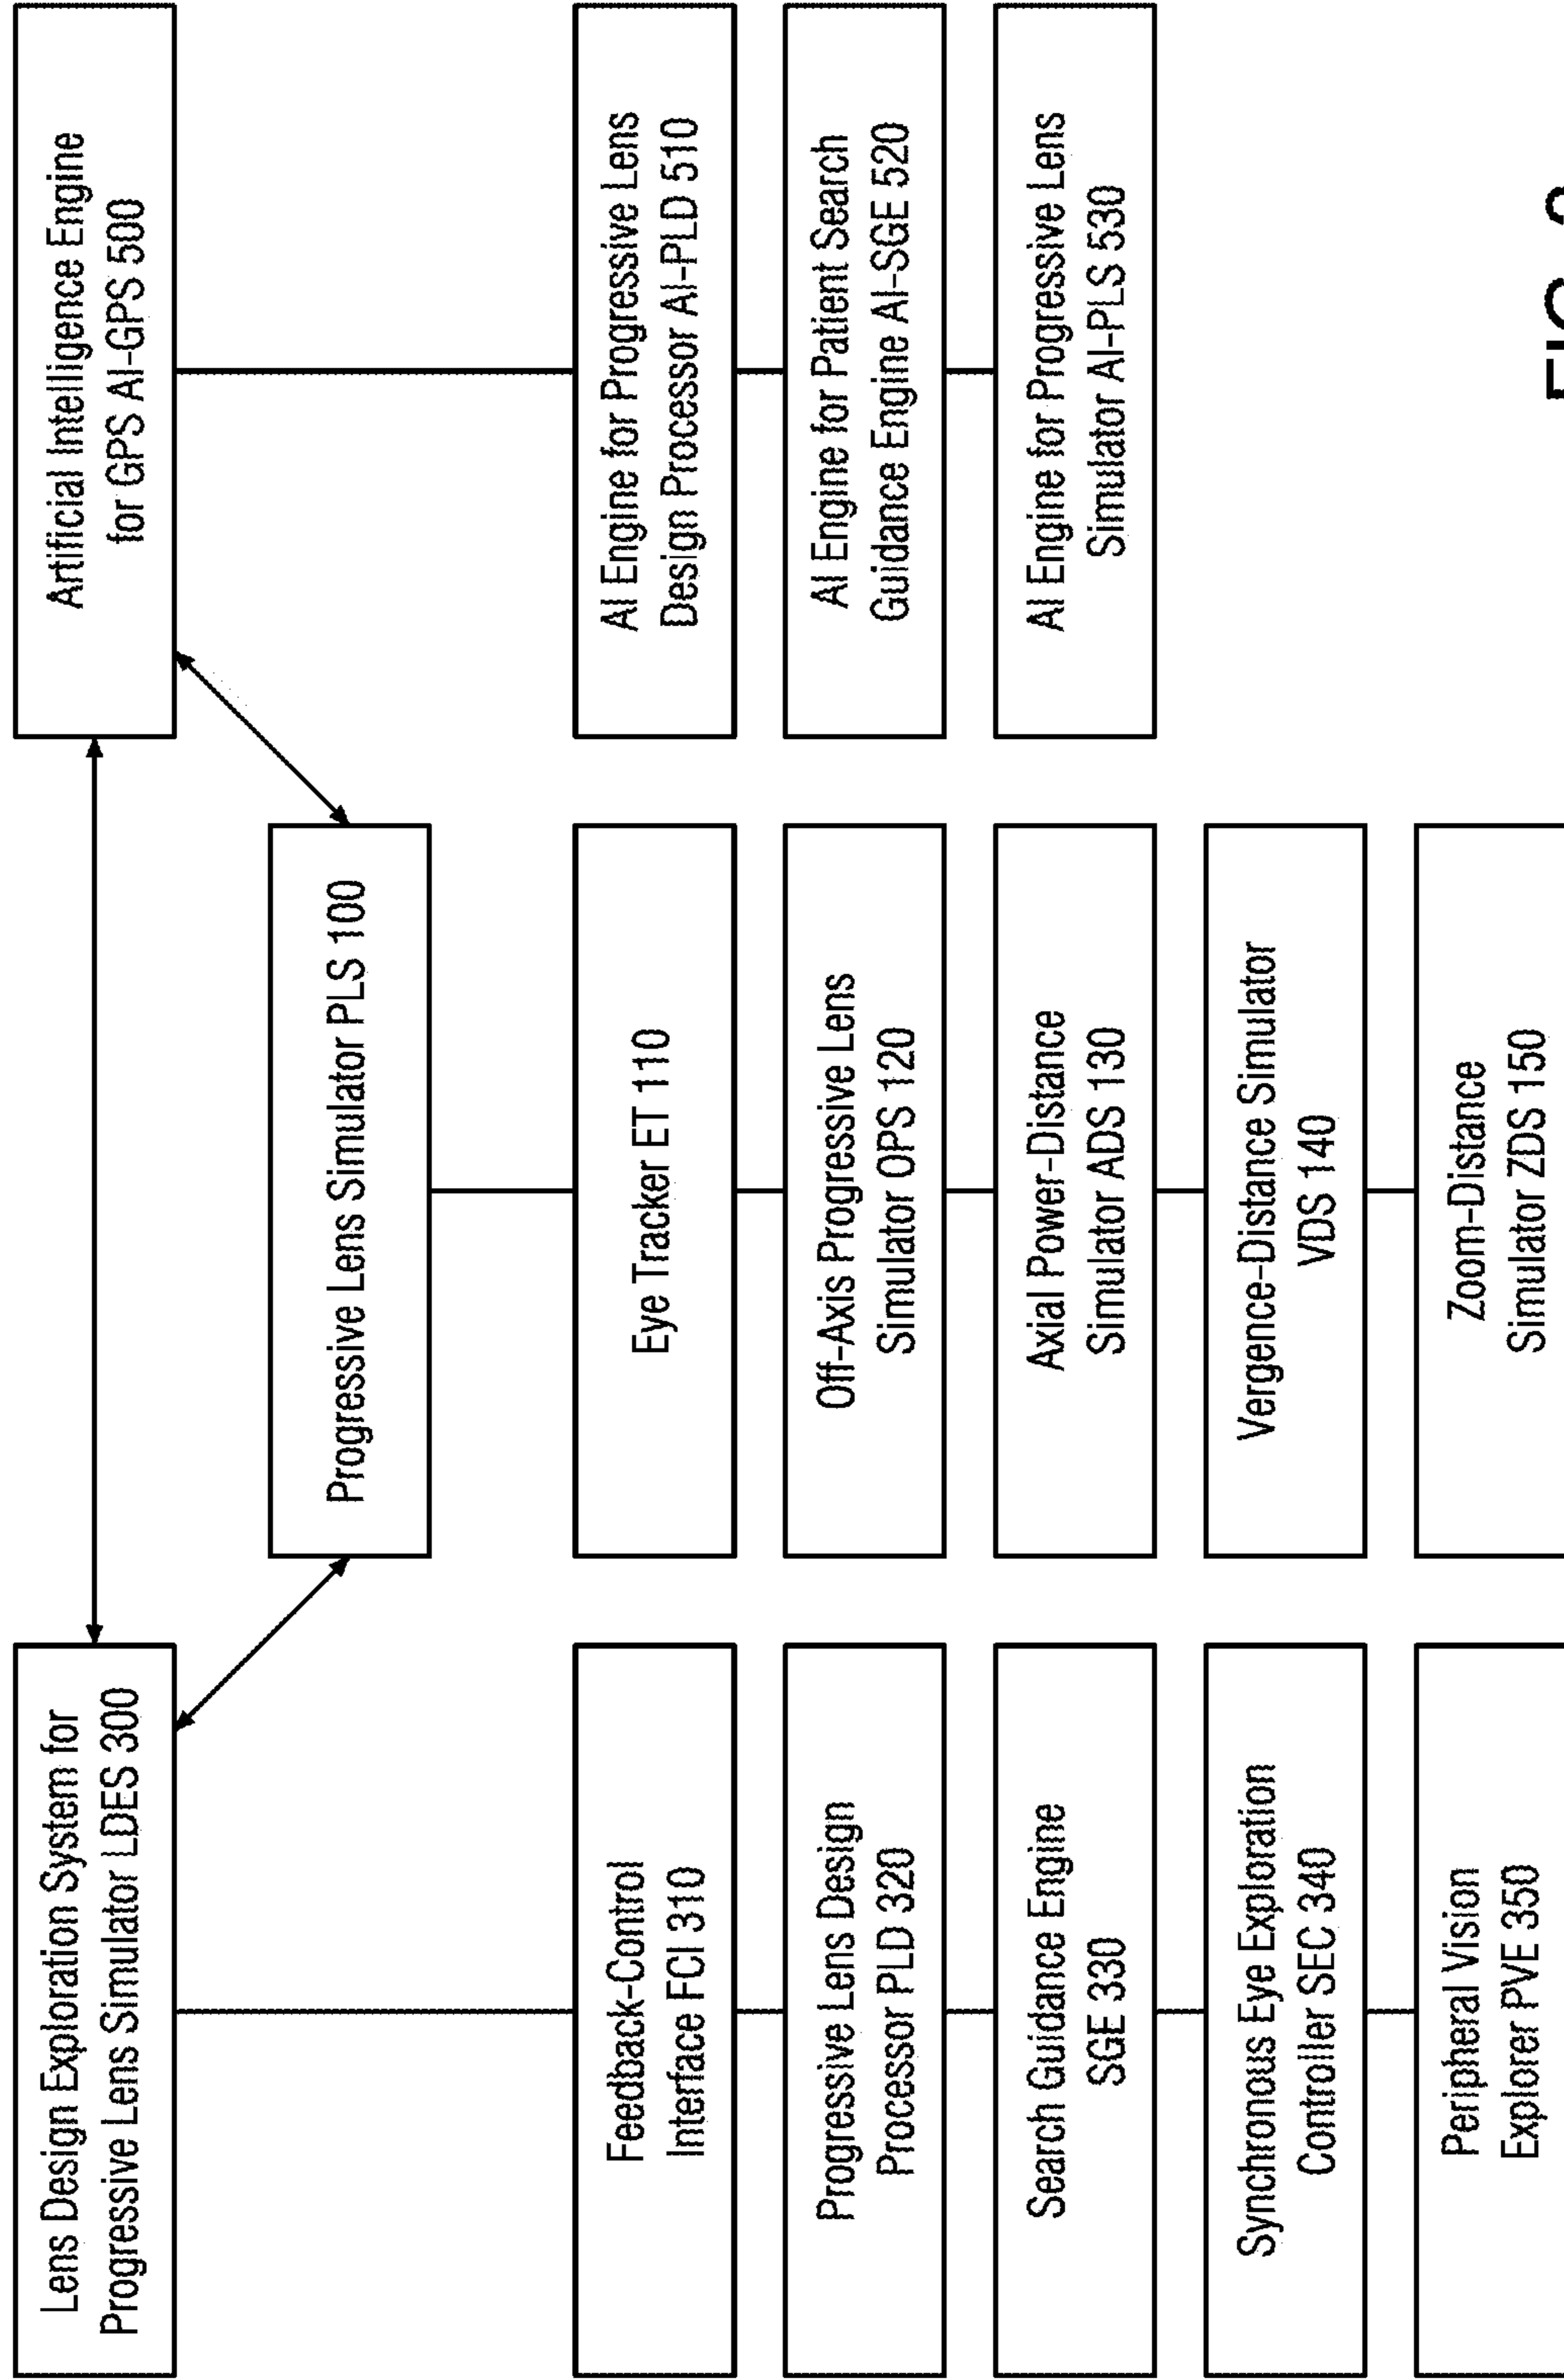 Lens Design Exploration System for
Progressive Lens Simulator LDES 300
Artificial Intelligence Engine
for GPS AI-GPS 500
Progressive Lens Simulator PLS 100
Feedback-Control
Interface FCI 310
Progressive Lens Design
Processor PLD 320
Search Guidance Engine
SGE 330
Synchronous Eye Exploration
Controller SEC 340
Peripheral Vision
Explorer PVE 350
Eye Tracker ET 110
Off-Axis Progressive Lens
Simulator OPS 120
Axial Power-Distance
Simulator ADS 130
Vergence-Distance Simulator
VDS 140
Zoom-Distance
Simulator ZDS 150
AI Engine for Progressive Lens
Design Processor AI-PLD 510
AI Engine for Patient Search
Guidance Engine AI-SGE 520
AI Engine for Progressive Lens
Simulator AI-PLS 530